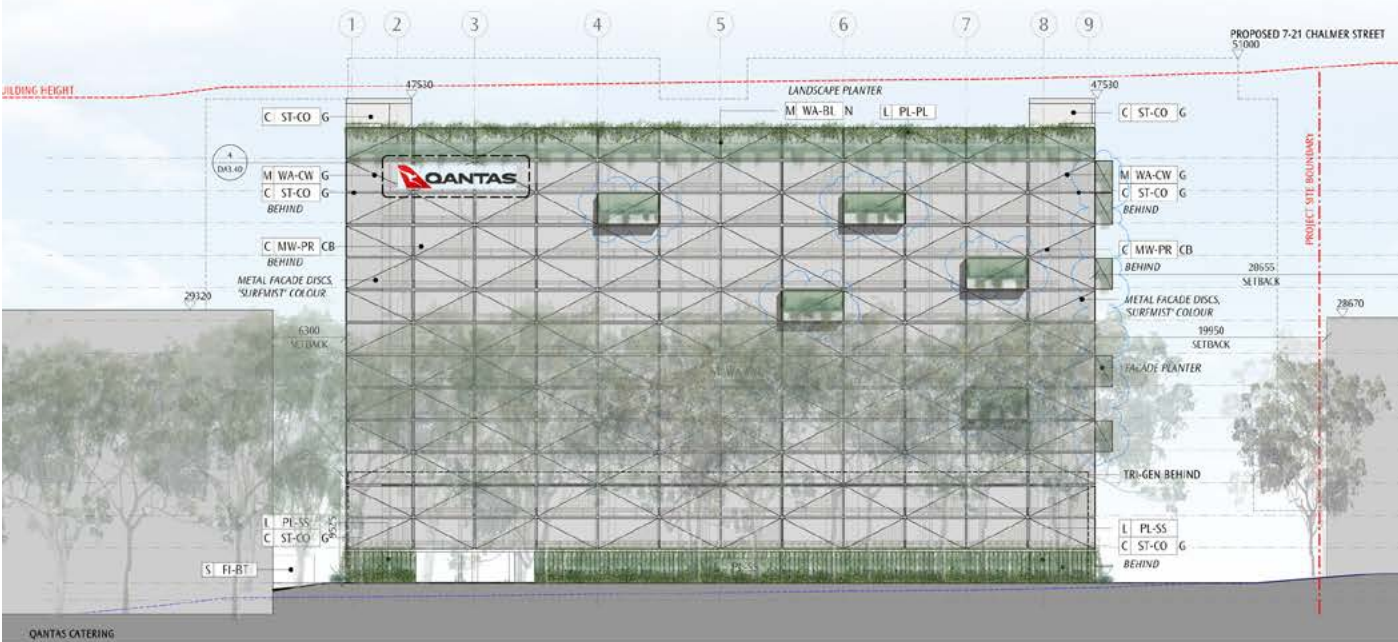 1 2 3 4 5 6 7 8 9
PROPOSED 7-21 CHALMER STREET
51000
UILDING HEIGHT
47530
LANDSCAPE PLANTER
47530
M WA-BL N
L PL-PL
C ST-CO G
C ST-CO G
4
DA3.40
QANTAS
M WA-CW G
C ST-CO G
BEHIND
M WA-CW G
C ST-CO G
BEHIND
PROJECT SITE BOUNDARY
C MW-PR CB
BEHIND
C MW-PR CB
BEHIND
METAL FACADE DISCS,
'SURFMIST' COLOUR
28655
SETBACK
29320
METAL FACADE DISCS,
'SURFMIST' COLOUR
28670
6300
SETBACK
19950
SETBACK
FACADE PLANTER
TRI-GEN BEHIND
L PL-SS
C ST-CO G
9525
L PL-SS
C ST-CO G
BEHIND
S FI-BT
PL-SS
QANTAS CATERING